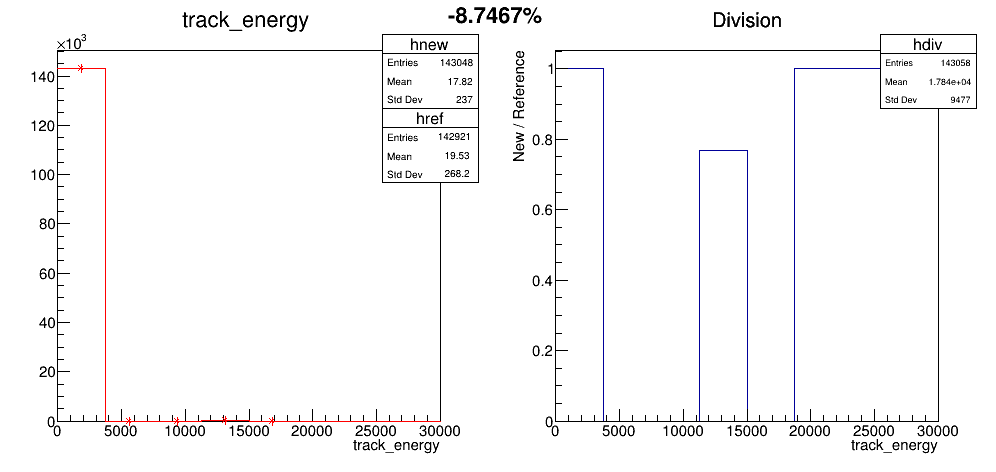 -8.7467%
track_energy
×10³
140
120
100
80
60
40
20
0
0 5000 10000 15000 20000 25000 30000
track_energy
hnew
Entries 143048
Mean 17.82
Std Dev 237
href
Entries 142921
Mean 19.53
Std Dev 268.2
Division
New / Reference
1
0.8
0.6
0.4
0.2
0
0 5000 10000 15000 20000 25000 30000
track_energy
hdiv
Entries 143058
Mean 1.784e+04
Std Dev 9477